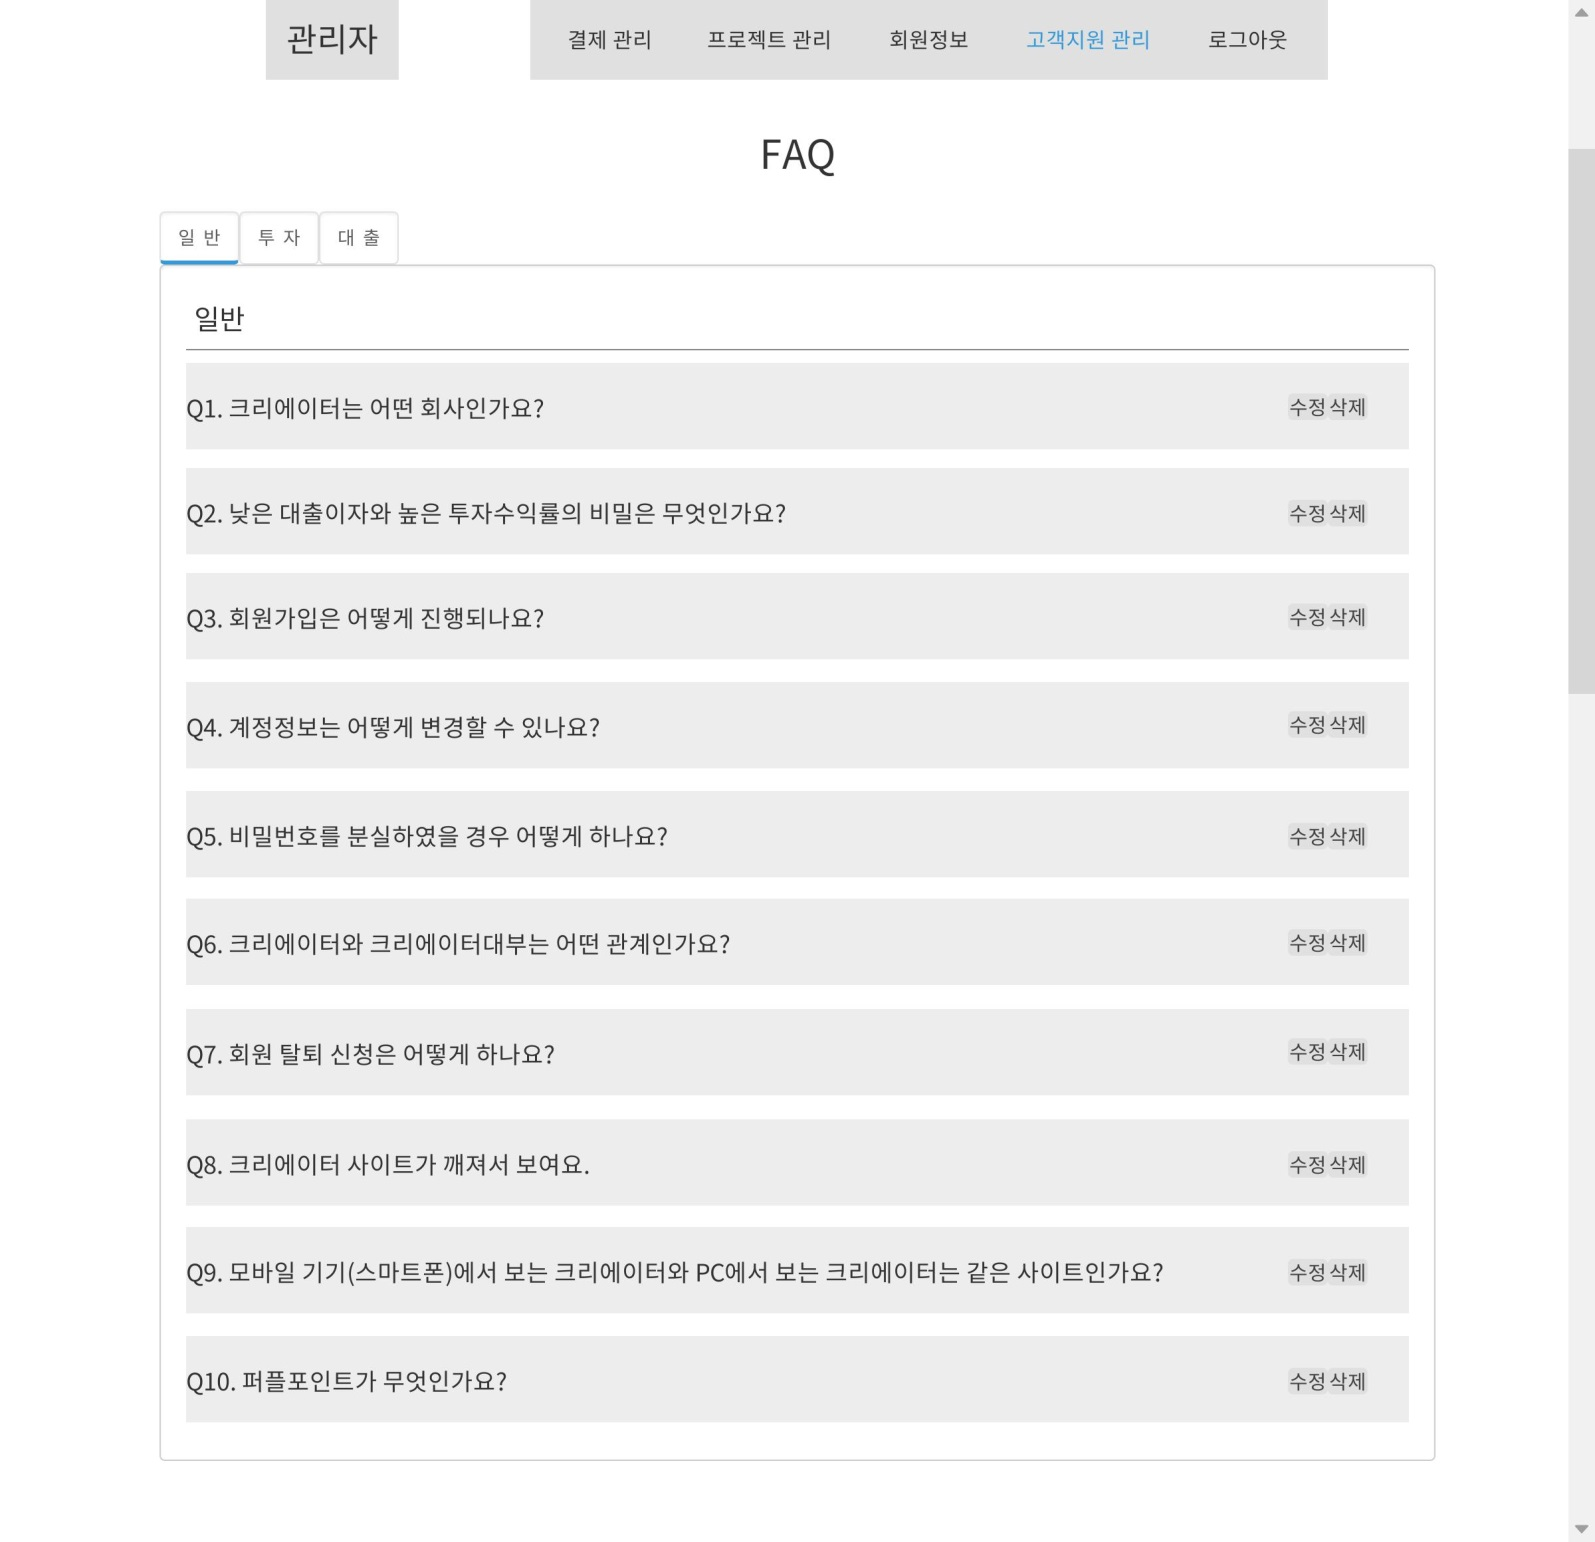 관리자
결제 관리 프로젝트 관리 회원정보 고객지원 관리 로그아웃
FAQ
일 반 투 자 대 출
일반
Q1. 크리에이터는 어떤 회사인가요? 수정 삭제
Q2. 낮은 대출이자와 높은 투자수익률의 비밀은 무엇인가요? 수정 삭제
Q3. 회원가입은 어떻게 진행되나요? 수정 삭제
Q4. 계정정보는 어떻게 변경할 수 있나요? 수정 삭제
Q5. 비밀번호를 분실하였을 경우 어떻게 하나요? 수정 삭제
Q6. 크리에이터와 크리에이터대부는 어떤 관계인가요? 수정 삭제
Q7. 회원 탈퇴 신청은 어떻게 하나요? 수정 삭제
Q8. 크리에이터 사이트가 깨져서 보여요. 수정 삭제
Q9. 모바일 기기(스마트폰)에서 보는 크리에이터와 PC에서 보는 크리에이터는 같은 사이트인가요? 수정 삭제
Q10. 퍼플포인트가 무엇인가요? 수정 삭제